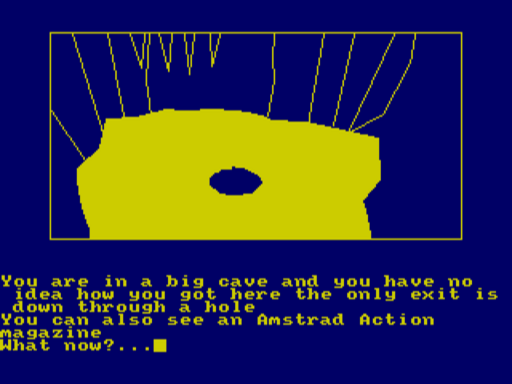 You are in a big cave and you have no
idea how you got here the only exit is
down through a hole
You can also see an Amstrad Action
magazine
What now?...